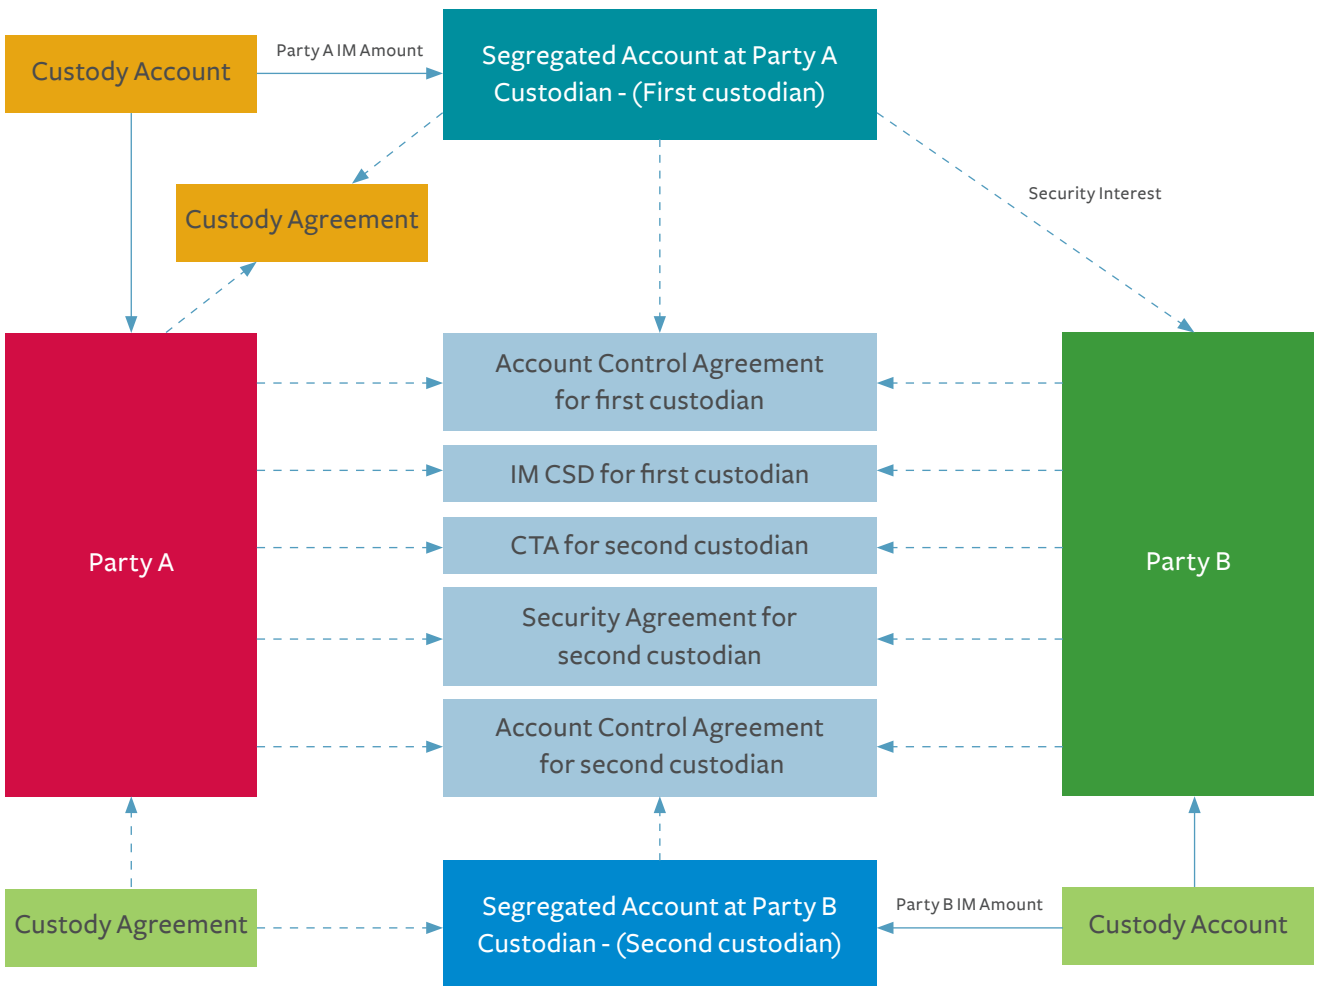 Custody Account
Party A IM Amount
Segregated Account at Party A
Custodian - (First custodian)
Custody Agreement
Security Interest
Party A
Account Control Agreement
for first custodian
IM CSD for first custodian
CTA for second custodian
Security Agreement for
second custodian
Account Control Agreement
for second custodian
Party B
Custody Agreement
Segregated Account at Party B
Custodian - (Second custodian)
Party B IM Amount
Custody Account